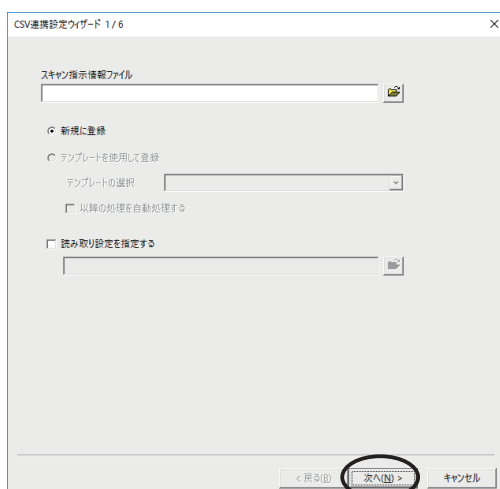 CSV連携設定ウィザード 1 / 6
スキャン指示情報ファイル
新規に登録
テンプレートを使用して登録
テンプレートの選択
以降の処理を自動処理する
読み取り設定を指定する
< 戻る(B) 次へ(N) > キャンセル